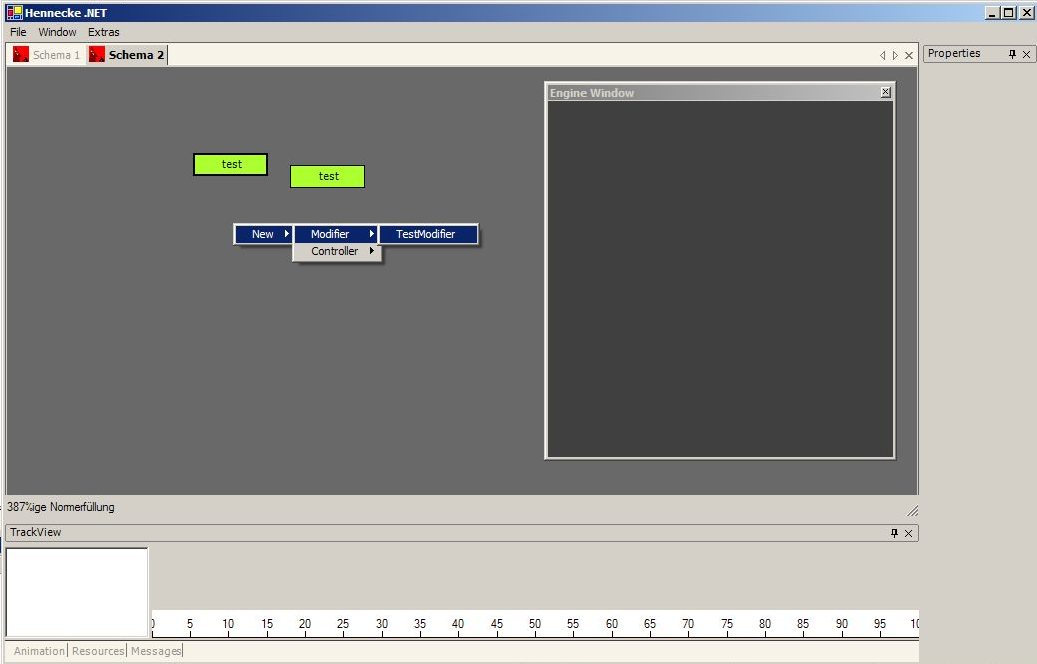 Hennecke .NET
File Window Extras
Schema 1 Schema 2
Properties
Engine Window
test
test
New Modifier TestModifier
Controller
387%ige Normerfüllung
TrackView
0 5 10 15 20 25 30 35 40 45 50 55 60 65 70 75 80 85 90 95 10
Animation Resources Messages